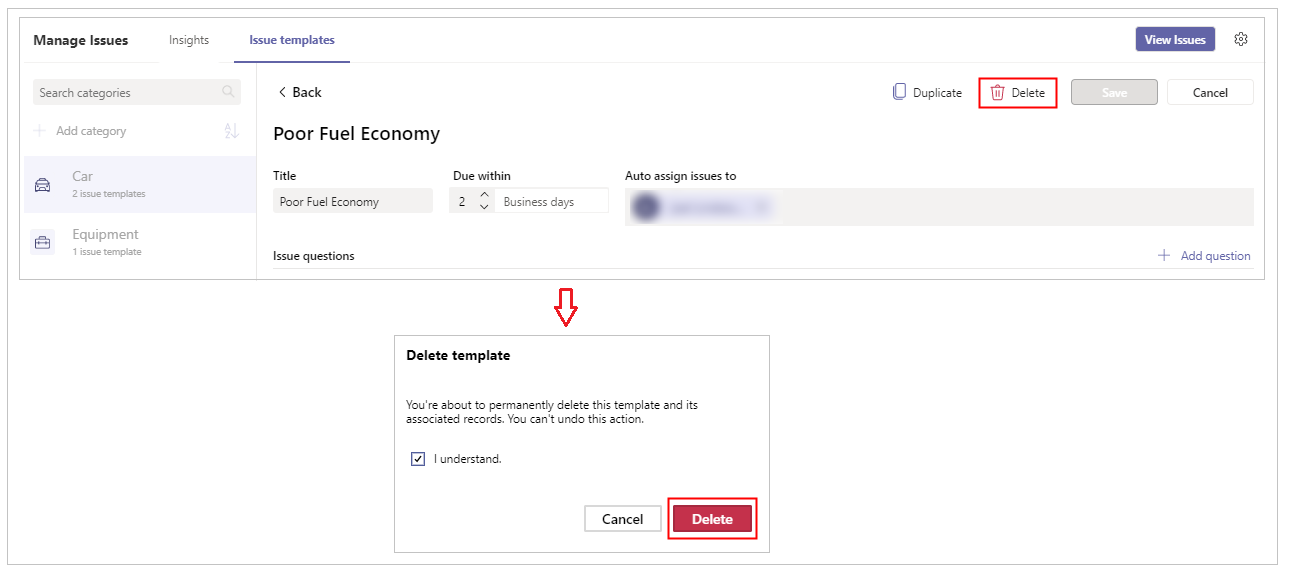 Manage Issues Insights Issue templates View Issues
Search categories
Back Duplicate Delete Save Cancel
Add category
A
Z
Poor Fuel Economy
Car
2 issue templates
Title Due within Auto assign issues to
Poor Fuel Economy 2 Business days
Equipment
1 issue template
Issue questions Add question
Delete template
You're about to permanently delete this template and its
associated records. You can't undo this action.
I understand.
Cancel Delete